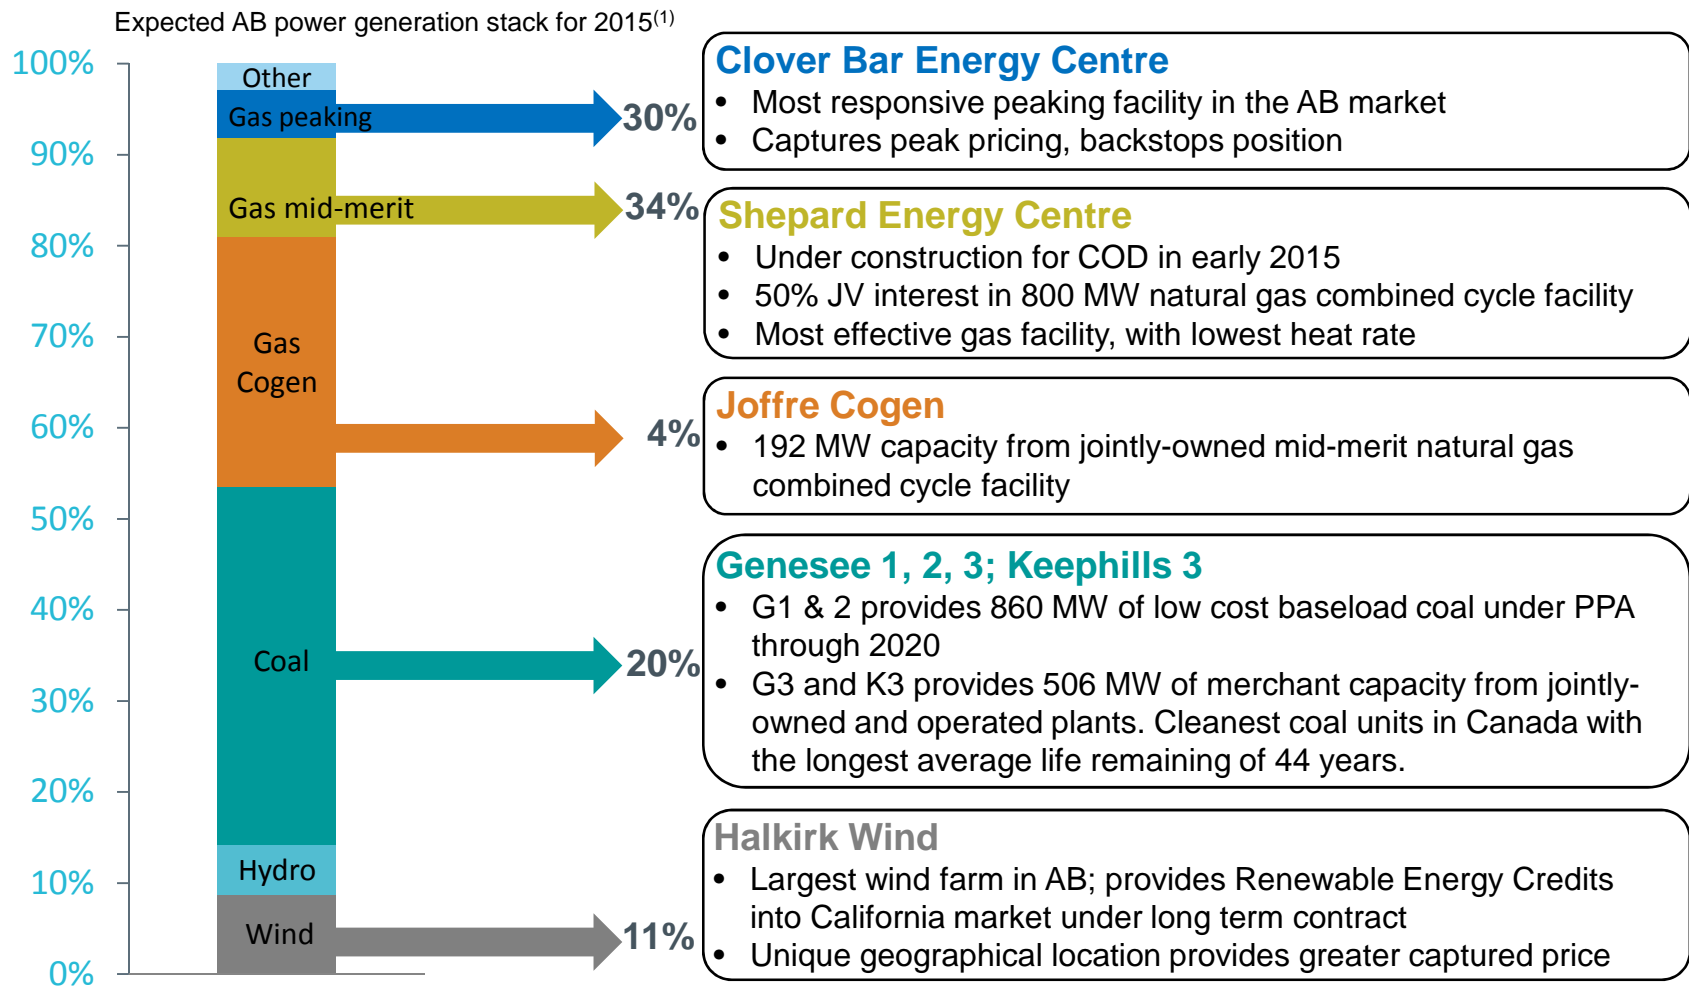 Expected AB power generation stack for 2015(1)
100%
90%
80%
70%
60%
50%
40%
30%
20%
10%
0%
Other
Gas peaking
Gas mid-merit
Gas
Cogen
Coal
Hydro
Wind
30%
34%
4%
20%
11%
Clover Bar Energy Centre
• Most responsive peaking facility in the AB market
• Captures peak pricing, backstops position
Shepard Energy Centre
• Under construction for COD in early 2015
• 50% JV interest in 800 MW natural gas combined cycle facility
• Most effective gas facility, with lowest heat rate
Joffre Cogen
• 192 MW capacity from jointly-owned mid-merit natural gas
combined cycle facility
Genesee 1, 2, 3; Keephills 3
• G1 & 2 provides 860 MW of low cost baseload coal under PPA
through 2020
• G3 and K3 provides 506 MW of merchant capacity from jointly-
owned and operated plants. Cleanest coal units in Canada with
the longest average life remaining of 44 years.
Halkirk Wind
• Largest wind farm in AB; provides Renewable Energy Credits
into California market under long term contract
• Unique geographical location provides greater captured price